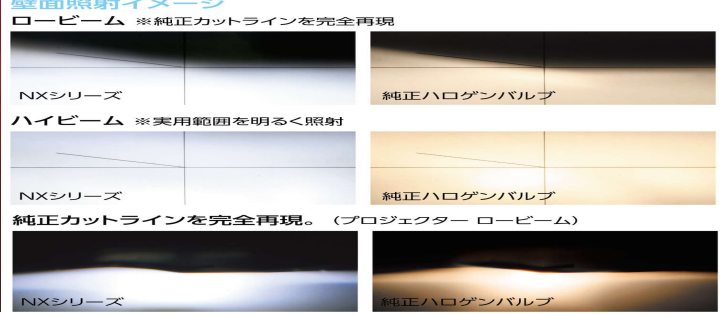 壁面照射イメージ
ロービーム ※純正カットラインを完全再現
NXシリーズ 純正ハロゲンバルブ
ハイビーム ※実用範囲を明るく照射
NXシリーズ 純正ハロゲンバルブ
純正カットラインを完全再現。（プロジェクター ロービーム）
NXシリーズ 純正ハロゲンバルブ